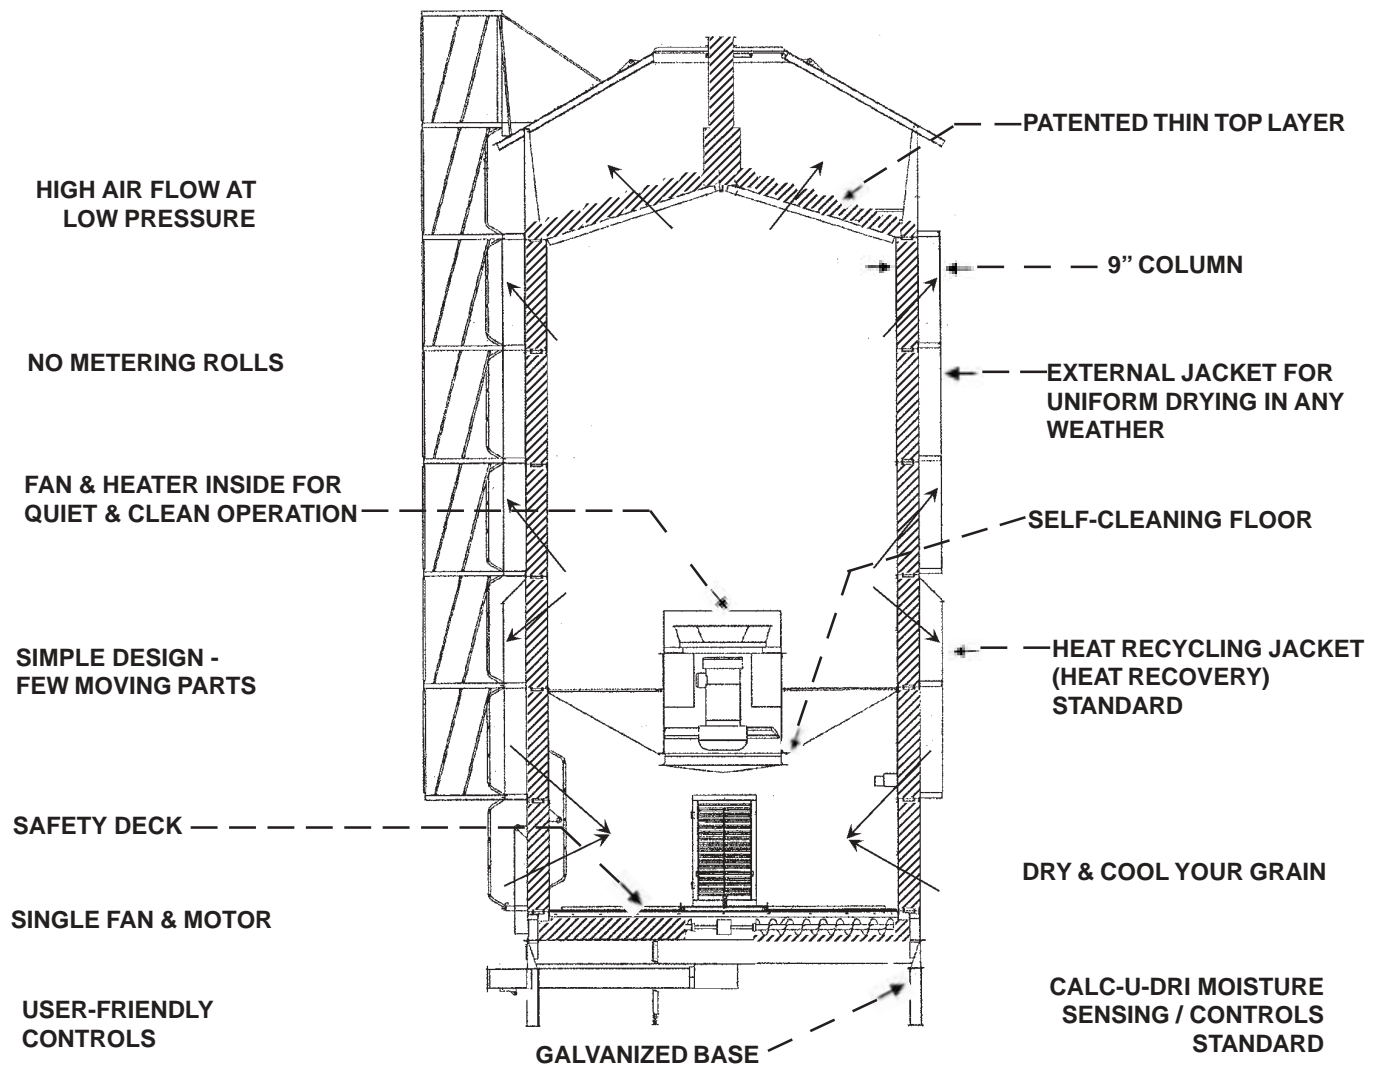 PATENTED THIN TOP LAYER
HIGH AIR FLOW AT
LOW PRESSURE
9” COLUMN
NO METERING ROLLS
EXTERNAL JACKET FOR
UNIFORM DRYING IN ANY
WEATHER
FAN & HEATER INSIDE FOR
QUIET & CLEAN OPERATION
SELF-CLEANING FLOOR
SIMPLE DESIGN -
FEW MOVING PARTS
HEAT RECYCLING JACKET
(HEAT RECOVERY)
STANDARD
SAFETY DECK
DRY & COOL YOUR GRAIN
SINGLE FAN & MOTOR
USER-FRIENDLY
CONTROLS
CALC-U-DRI MOISTURE
SENSING / CONTROLS
STANDARD
GALVANIZED BASE